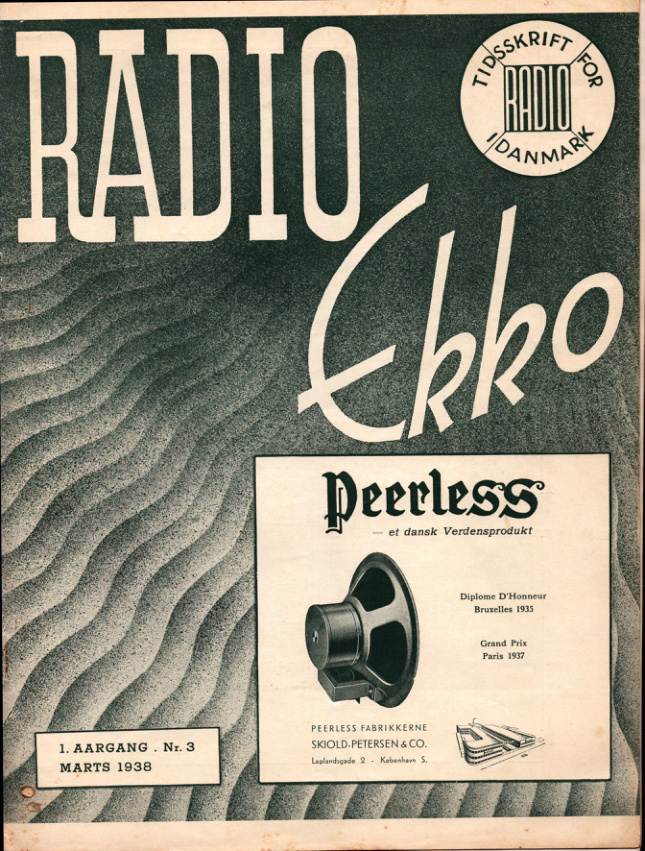 RADIO
Ekko
TIDSSKRIFT FOR
RADIO
I DANMARK
Peerless
— et dansk Verdensprodukt
Diplome D'Honneur
Bruxelles 1935
Grand Prix
Paris 1937
PEERLESS FABRIKKERNE
SKIOLD-PETERSEN & CO.
Laplandsgade 2 - København S.
1. AARGANG . Nr. 3
MARTS 1938